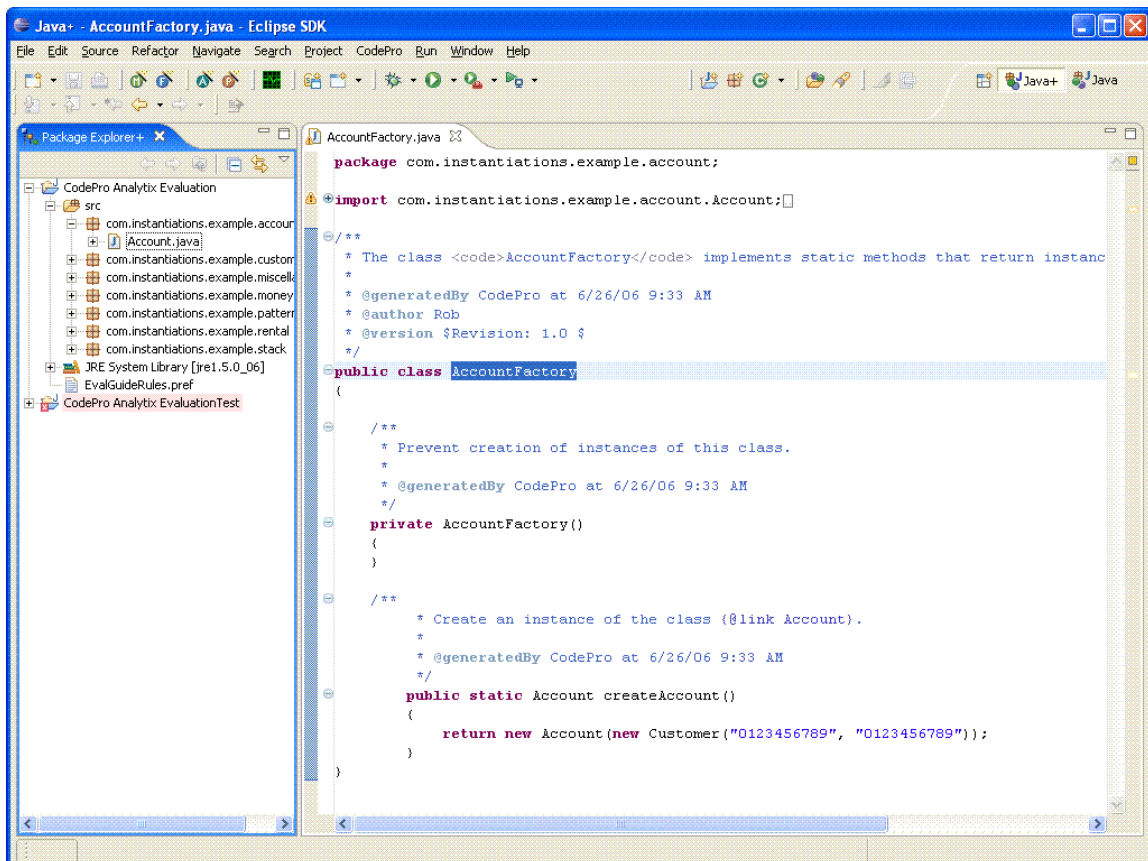 Java+ - AccountFactory.java - Eclipse SDK
File Edit Source Refactor Navigate Search Project CodePro Run Window Help
Java+ Java
Package Explorer+
AccountFactory.java
CodePro Analytix Evaluation
src
com.instantiations.example.accour
Account.java
com.instantiations.example.custom
com.instantiations.example.miscella
com.instantiations.example.money
com.instantiations.example.pattern
com.instantiations.example.rental
com.instantiations.example.stack
JRE System Library [jre1.5.0_06]
EvalGuideRules.pref
CodePro Analytix EvaluationTest
package com.instantiations.example.account;
import com.instantiations.example.account.Account;
/**
* The class <code>AccountFactory</code> implements static methods that return instanc
*
* @generatedBy CodePro at 6/26/06 9:33 AM
* @author Rob
* @version $Revision: 1.0 $
*/
public class AccountFactory
{
/**
* Prevent creation of instances of this class.
*
* @generatedBy CodePro at 6/26/06 9:33 AM
*/
private AccountFactory()
{
}
/**
* Create an instance of the class {@link Account}.
*
* @generatedBy CodePro at 6/26/06 9:33 AM
*/
public static Account createAccount()
{
return new Account(new Customer("0123456789", "0123456789"));
}
}